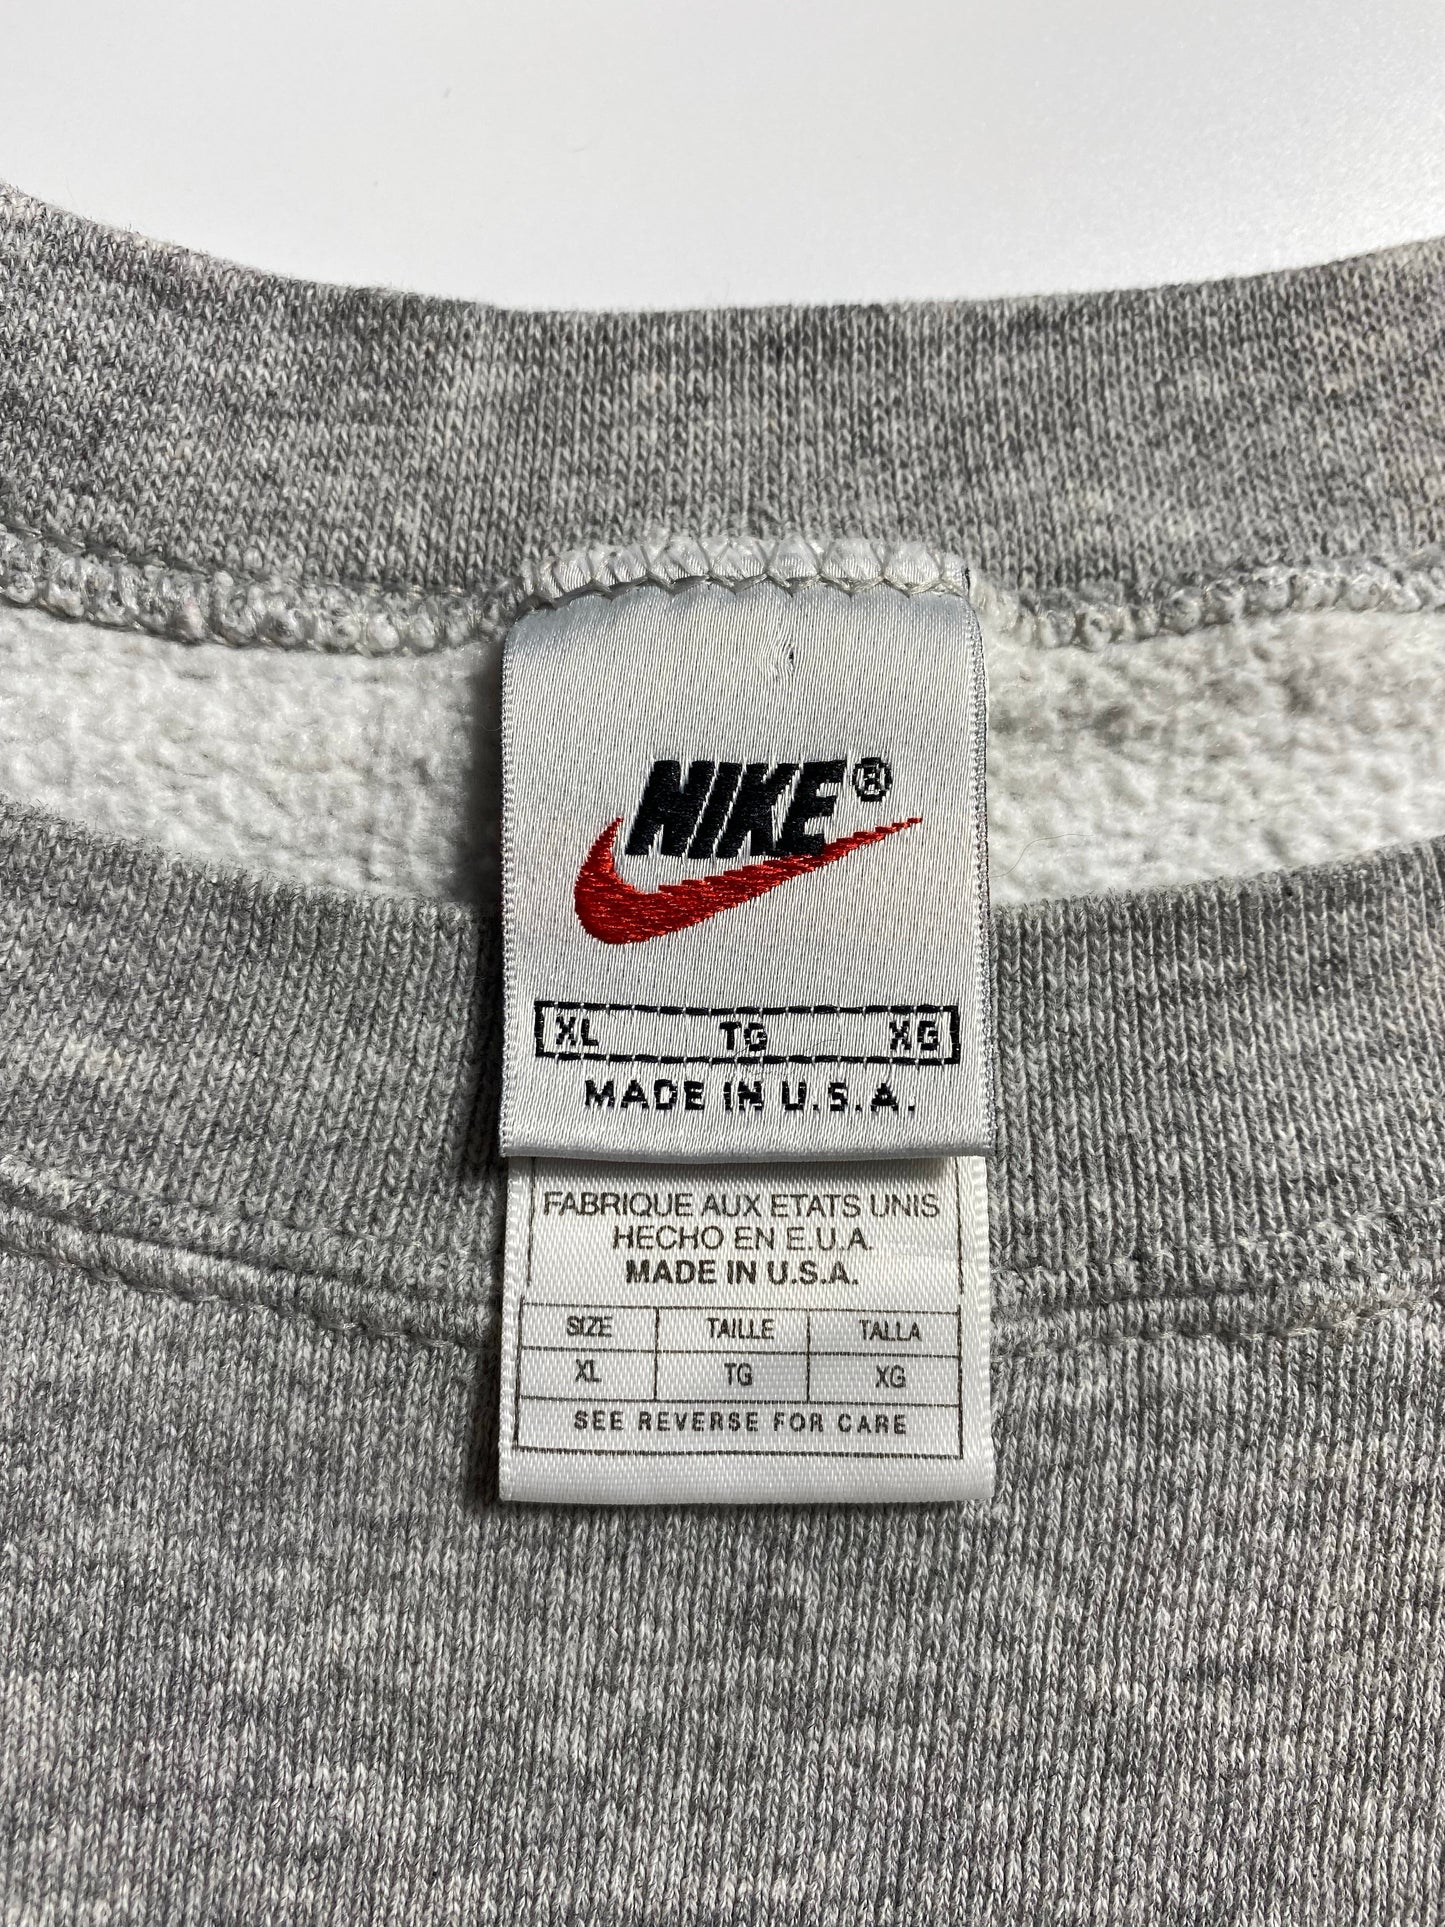 NIKE®
XL TG XG
MADE IN U.S.A.
FABRIQUE AUX ETATS UNIS
HECHO EN E.U.A.
MADE IN U.S.A.
SIZE TAILLE TALLA
XL TG XG
SEE REVERSE FOR CARE